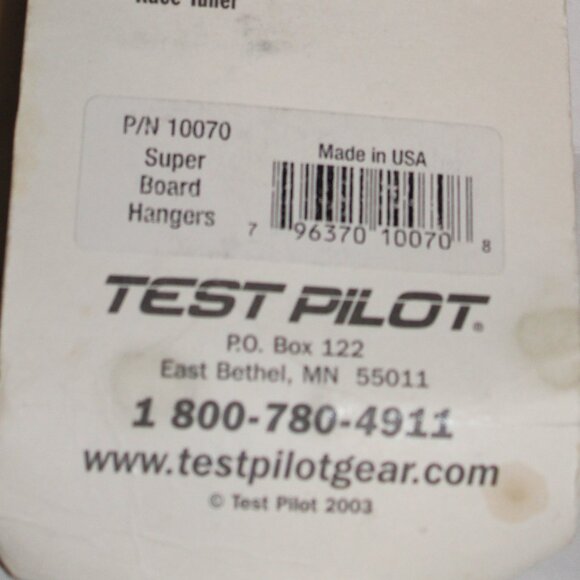 P/N 10070
Super
Board
Hangers
Made in USA
7 96370 10070 8
TEST PILOT®
P.O. Box 122
East Bethel, MN 55011
1 800-780-4911
www.testpilotgear.com
© Test Pilot 2003